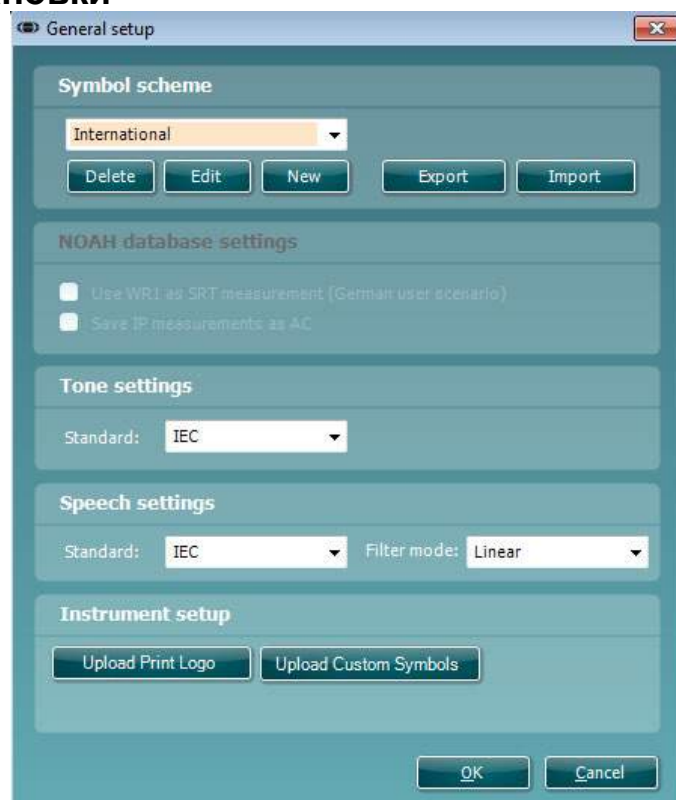 General setup
Symbol scheme
International
Delete Edit New Export Import
NOAH database settings
Use WR1 as SRT measurement (German user scenario)
Save IP measurements as AC
Tone settings
Standard: IEC
Speech settings
Standard: IEC Filter mode: Linear
Instrument setup
Upload Print Logo Upload Custom Symbols
OK Cancel